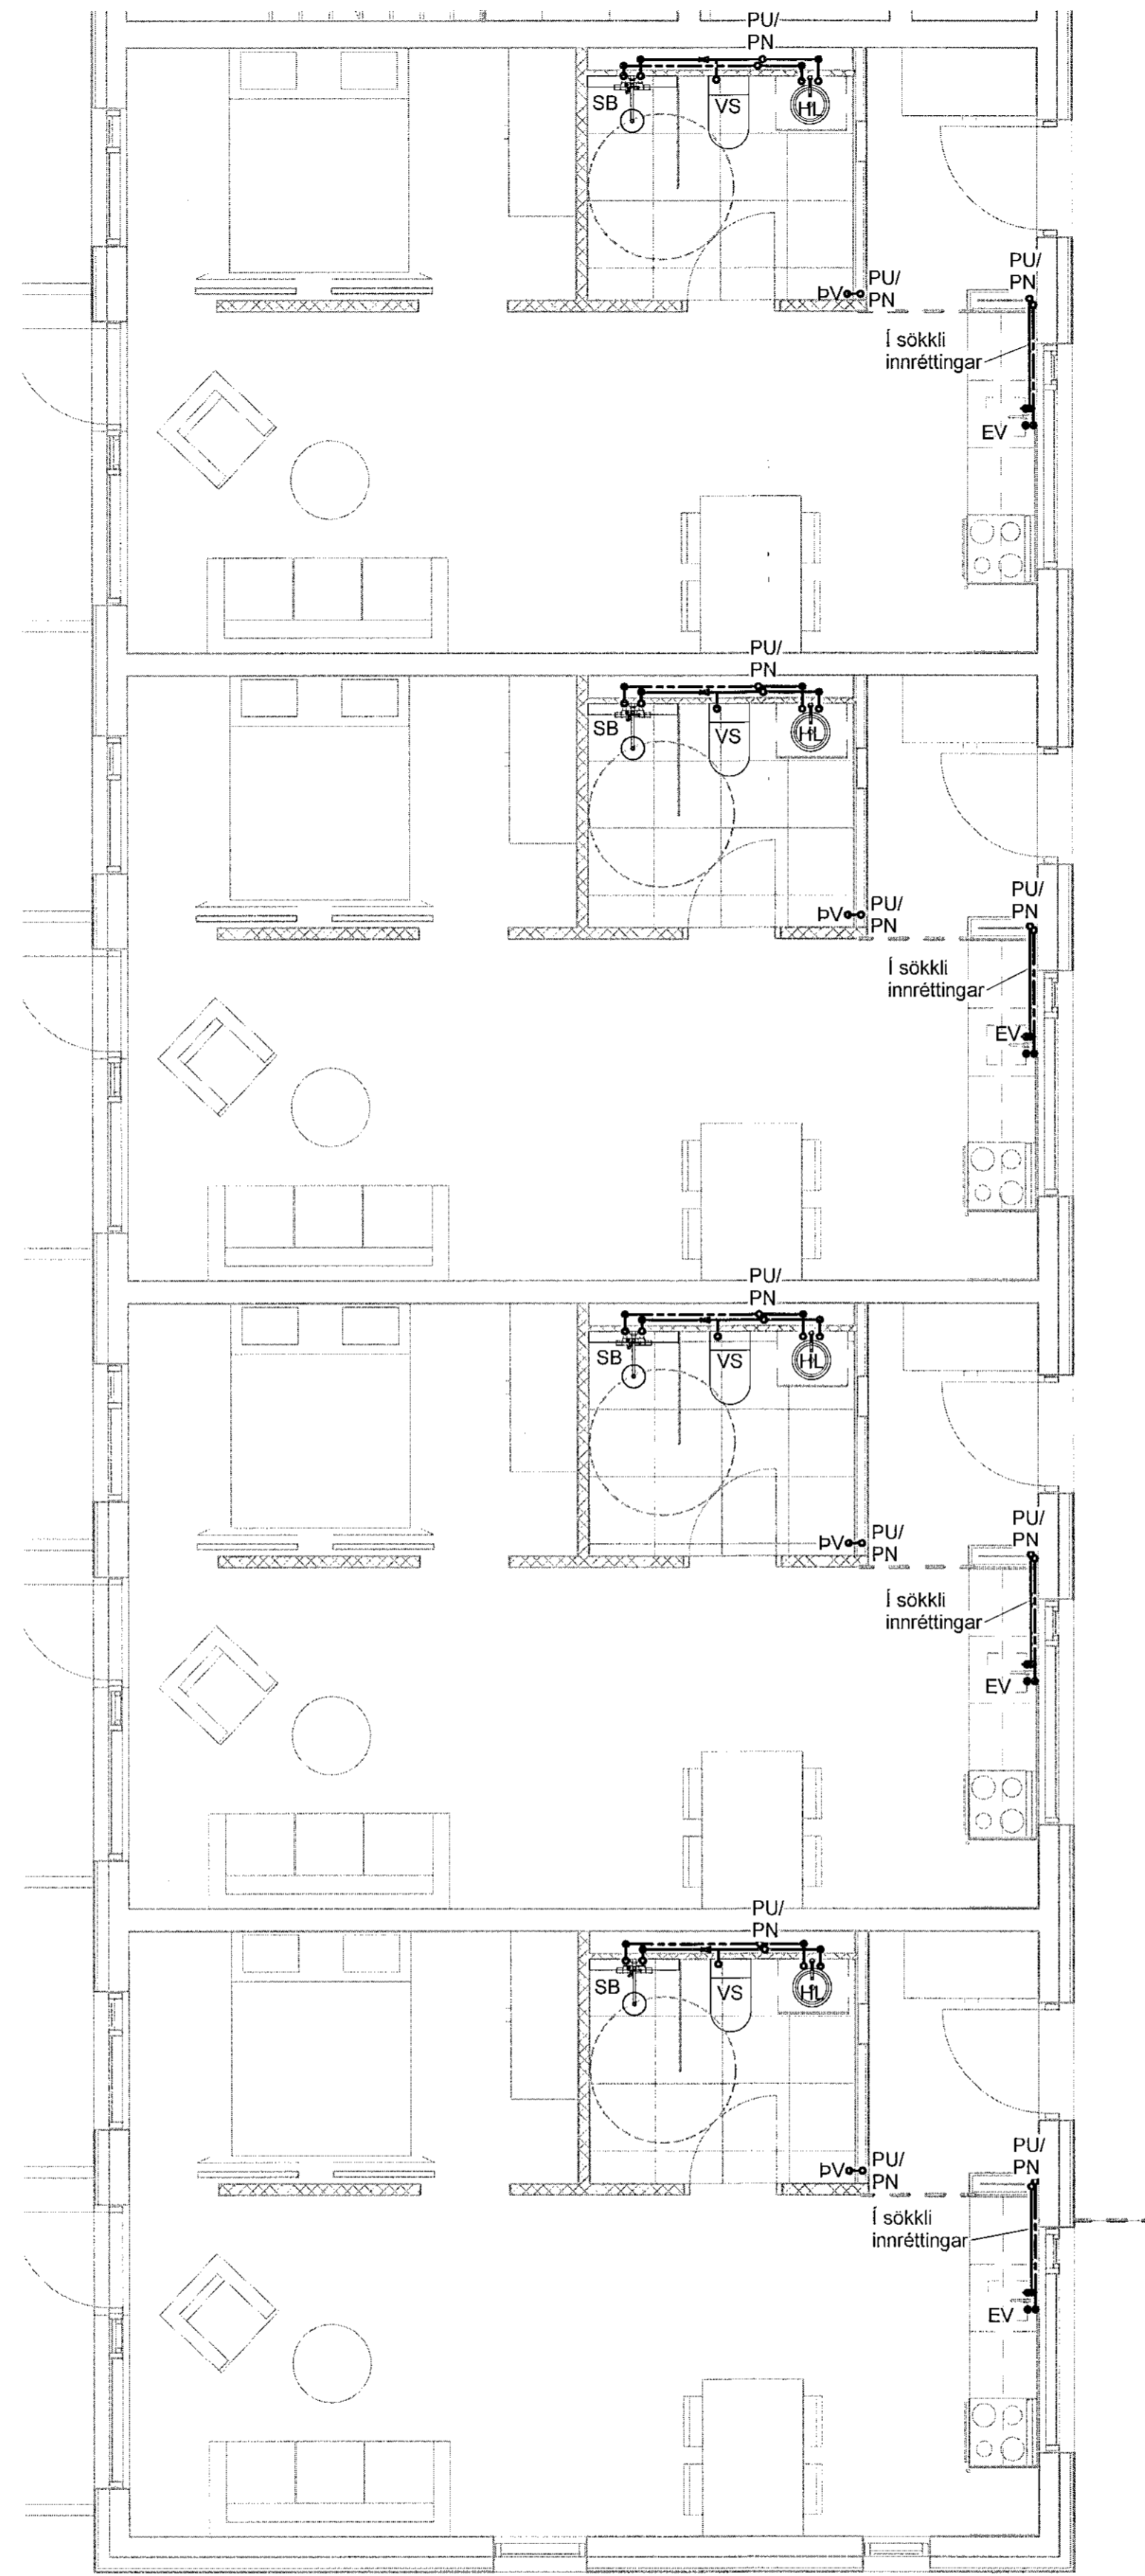 PU/
PN
SB
VS
HL
PU/
PN
ÞV
PU/
PN
Í sökkli
innréttingar
EV
PU/
PN
SB
VS
HL
PU/
PN
ÞV
PU/
PN
Í sökkli
innréttingar
EV
PU/
PN
SB
VS
HL
PU/
PN
ÞV
PU/
PN
Í sökkli
innréttingar
EV
PU/
PN
SB
VS
HL
PU/
PN
ÞV
PU/
PN
Í sökkli
innréttingar
EV